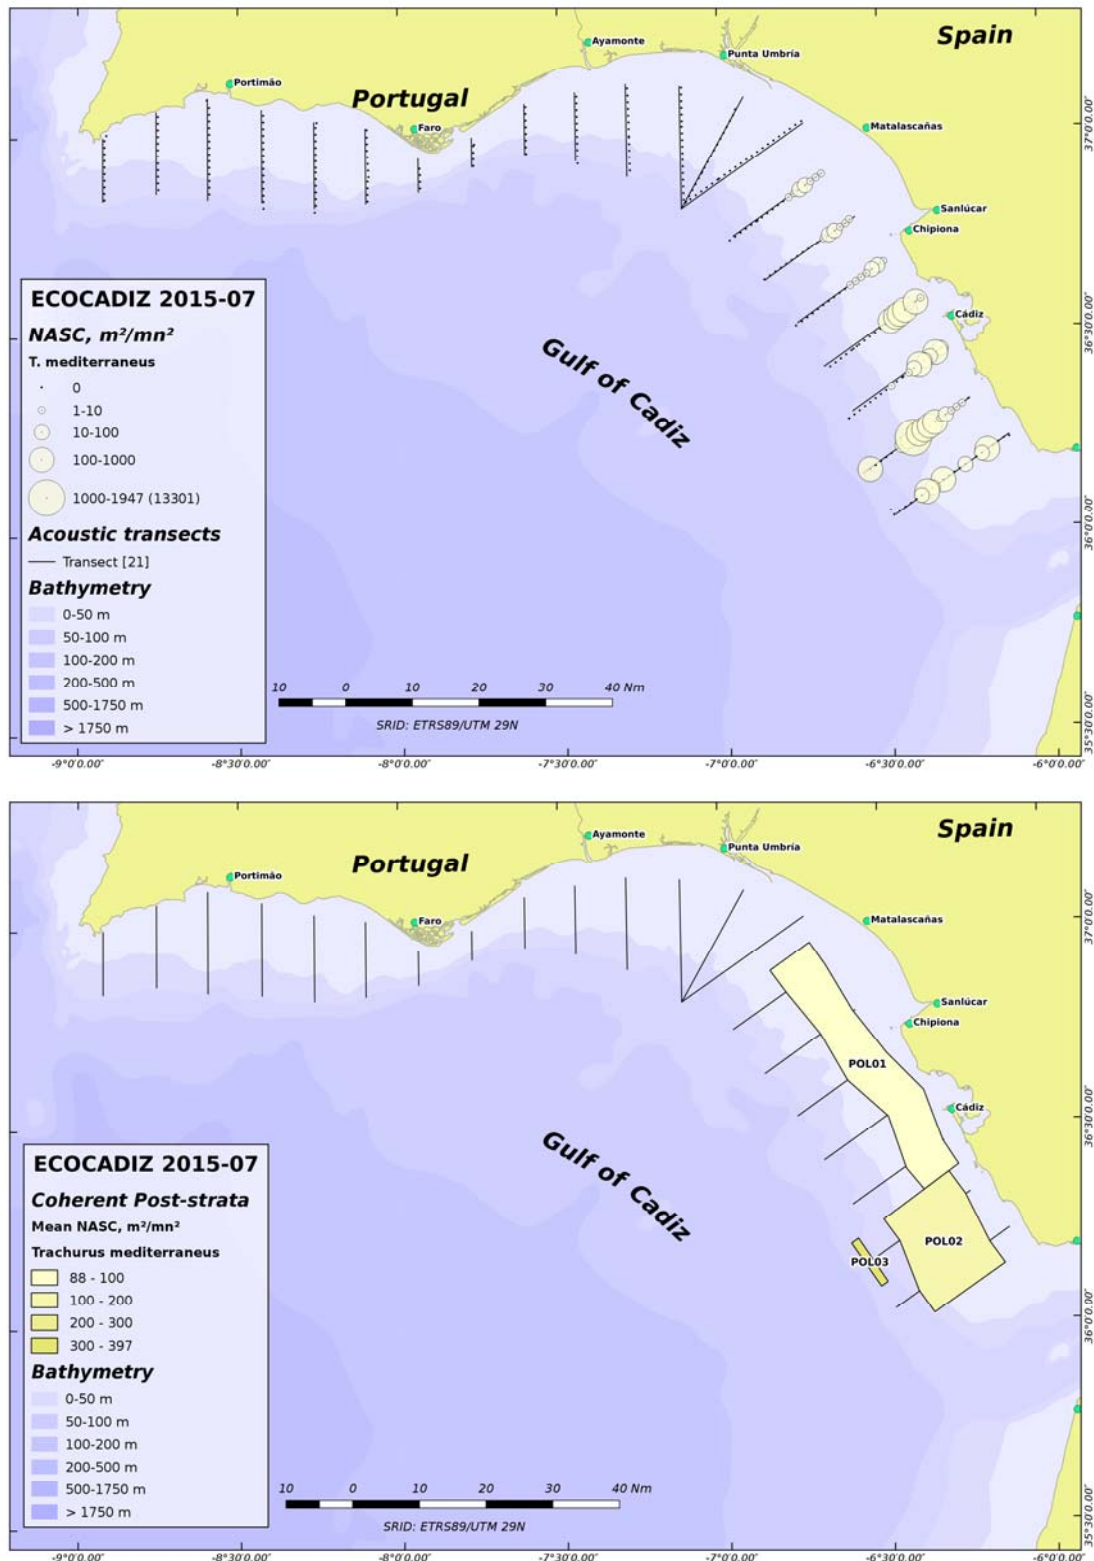 Spain
Ayamonte
Punta Umbría
Portimão
Portugal
Faro
Matalascañas
37°0'0.00"
Sanlúcar
Chipiona
ECOCADIZ 2015-07
NASC, m²/mn²
T. mediterraneus
0
1-10
10-100
100-1000
1000-1947 (13301)
Acoustic transects
Transect [21]
Bathymetry
0-50 m
50-100 m
100-200 m
200-500 m
500-1750 m
> 1750 m
Cádiz
36°30'0.00"
Gulf of Cadiz
36°0'0.00"
10 0 10 20 30 40 Nm
SRID: ETRS89/UTM 29N
35°30'0.00"
-9°0'0.00" -8°30'0.00" -8°0'0.00" -7°30'0.00" -7°0'0.00" -6°30'0.00" -6°0'0.00"
Spain
Ayamonte
Punta Umbría
Portugal
Portimão
Faro
Matalascañas
37°0'0.00"
Sanlúcar
Chipiona
POL01
Cádiz
36°30'0.00"
Gulf of Cadiz
POL02
POL03
36°0'0.00"
ECOCADIZ 2015-07
Coherent Post-strata
Mean NASC, m²/mn²
Trachurus mediterraneus
88 - 100
100 - 200
200 - 300
300 - 397
Bathymetry
0-50 m
50-100 m
100-200 m
200-500 m
500-1750 m
> 1750 m
10 0 10 20 30 40 Nm
SRID: ETRS89/UTM 29N
35°30'0.00"
-9°0'0.00" -8°30'0.00" -8°0'0.00" -7°30'0.00" -7°0'0.00" -6°30'0.00" -6°0'0.00"